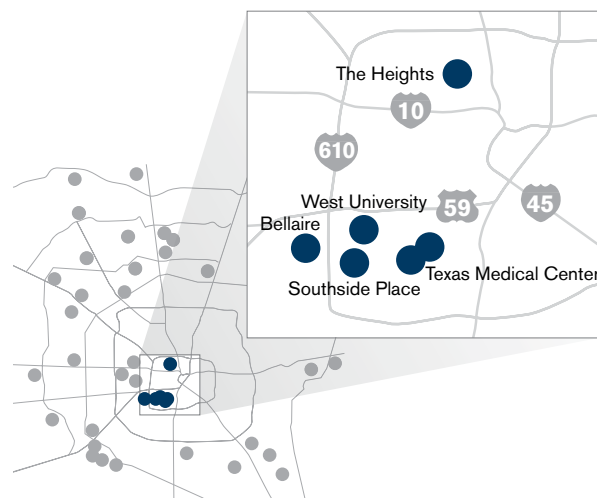 The Heights
10
610
West University
59
45
Bellaire
Texas Medical Center
Southside Place